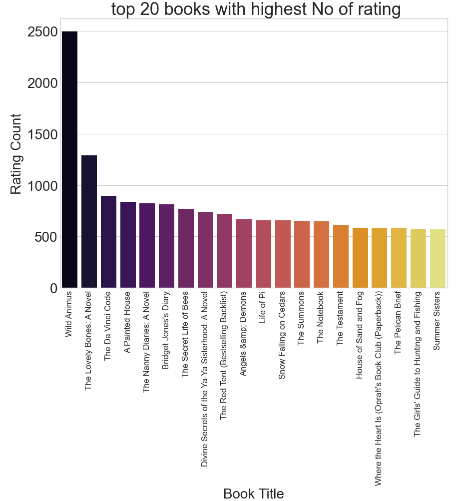 top 20 books with highest No of rating
2500
2000
1500
1000
500
0
Rating Count
Wild Animus
The Lovely Bones: A Novel
The Da Vinci Code
A Painted House
The Nanny Diaries: A Novel
Bridget Jones's Diary
The Secret Life of Bees
Divine Secrets of the Ya-Ya Sisterhood: A Novel
The Red Tent (Bestselling Backlist)
Angels &amp; Demons
Life of Pi
Snow Falling on Cedars
The Summons
The Notebook
The Testament
House of Sand and Fog
Where the Heart Is (Oprah's Book Club (Paperback))
The Pelican Brief
The Girls' Guide to Hunting and Fishing
Summer Sisters
Book Title